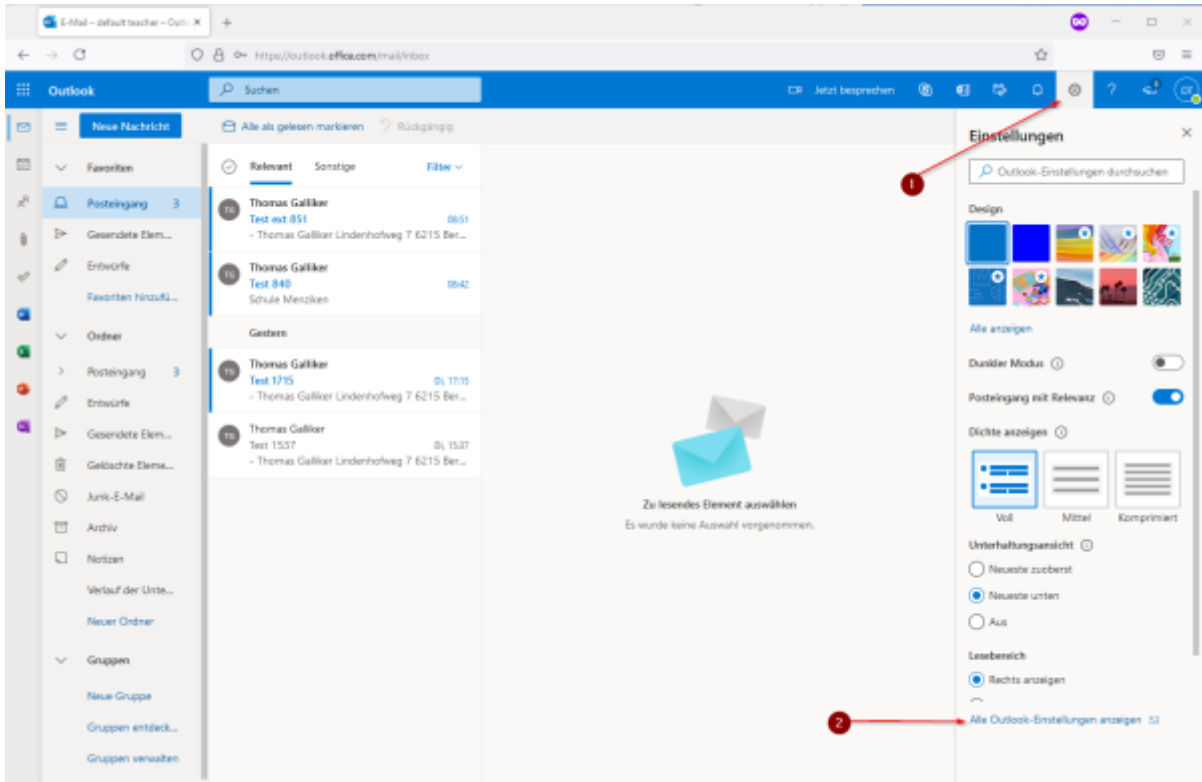 E-Mail – default teacher – Outl
https://outlook.office.com/mail/inbox
Outlook
Suchen
Jetzt besprechen
Neue Nachricht
Alle als gelesen markieren
Rückgängig
Favoriten
Posteingang 3
Gesendete Elem...
Entwürfe
Favoriten hinzufü...
Ordner
Posteingang 3
Entwürfe
Gesendete Elem...
Gelöschte Eleme...
Junk-E-Mail
Archiv
Notizen
Verlauf der Unte...
Neuer Ordner
Gruppen
Neue Gruppe
Gruppen entdeck...
Gruppen verwalten
Relevant Sonstige Filter
TG Thomas Galliker
Test ext 851 08:51
- Thomas Galliker Lindenhofweg 7 6215 Ber...
TG Thomas Galliker
Test 840 08:42
Schule Menziken
Gestern
TG Thomas Galliker
Test 1715 Di, 17:15
- Thomas Galliker Lindenhofweg 7 6215 Ber...
TG Thomas Galliker
Test 1537 Di, 15:37
- Thomas Galliker Lindenhofweg 7 6215 Ber...
Zu lesendes Element auswählen
Es wurde keine Auswahl vorgenommen.
1
Einstellungen
Outlook-Einstellungen durchsuchen
Design
Alle anzeigen
Dunkler Modus
Posteingang mit Relevanz
Dichte anzeigen
Voll Mittel Komprimiert
Unterhaltungsansicht
Neueste zuoberst
Neueste unten
Aus
Lesebereich
Rechts anzeigen
2
Alle Outlook-Einstellungen anzeigen